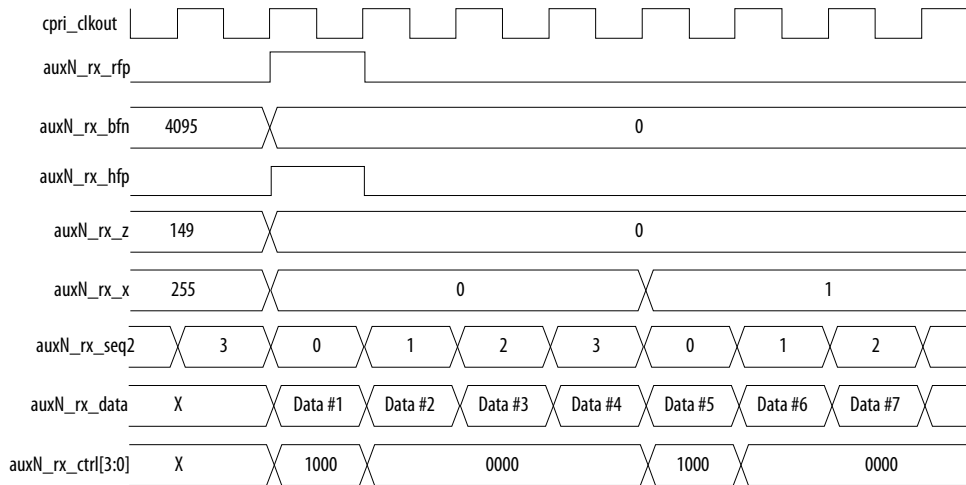 cpri_clkout
auxN_rx_rfp
auxN_rx_bfn 4095 0
auxN_rx_hfp
auxN_rx_z 149 0
auxN_rx_x 255 0 1
auxN_rx_seq 2 3 0 1 2 3 0 1 2
auxN_rx_data X Data #1 Data #2 Data #3 Data #4 Data #5 Data #6 Data #7
auxN_rx_ctrl[3:0] X 1000 0000 1000 0000